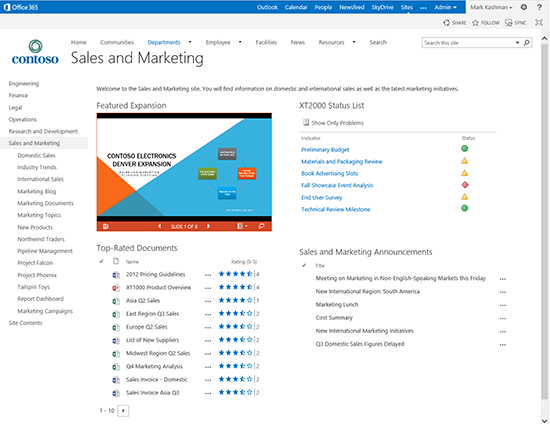 Office 365 Outlook Calendar People Newsfeed SkyDrive Sites ... Admin Mark Kashman ?
SHARE FOLLOW SYNC
contoso
Home Communities Departments Employee Facilities News Resources Search
Search this site
Sales and Marketing
Engineering
Finance
Legal
Operations
Research and Development
Sales and Marketing
Domestic Sales
Industry Trends
International Sales
Marketing Blog
Marketing Documents
Marketing Topics
New Products
Northwind Traders
Pipeline Management
Project Falcon
Project Phoenix
Tailspin Toys
Report Dashboard
Marketing Campaigns
Site Contents
Welcome to the Sales and Marketing site. You will find information on domestic and international sales as well as the latest marketing initiatives.
Featured Expansion
CONTOSO ELECTRONICS
DENVER EXPANSION
SALES AND MARKETING
PLANNING OVERVIEW
SLIDE 1 OF 8
Top-Rated Documents
Name Rating (0-5)
2012 Pricing Guidelines ... 4
XT1000 Product Overview ... 4
Asia Q2 Sales ... 2
East Region Q3 Sales ... 2
Europe Q2 Sales ... 2
List of New Suppliers ... 2
Midwest Region Q2 Sales ... 2
Q4 Marketing Analysis ... 2
Sales Invoice - Domestic ... 2
Sales Invoice Asia Q3 ... 2
1 - 10
XT2000 Status List
Show Only Problems
Indicator Status
Preliminary Budget
Materials and Packaging Review
Book Advertising Slots
Fall Showcase Event Analysis
End User Survey
Technical Review Milestone
Sales and Marketing Announcements
Title
Meeting on Marketing in Non-English-Speaking Markets this Friday ...
New International Region: South America ...
Marketing Lunch ...
Cost Summary ...
New International Marketing Initiatives ...
Q3 Domestic Sales Figures Delayed ...